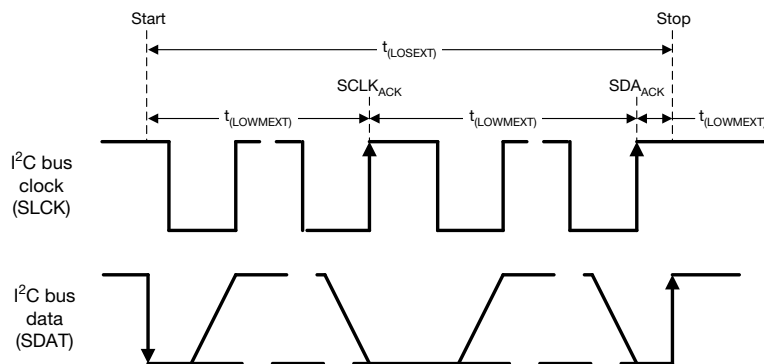 Start
Stop
t(LOSEXT)
SCLKACK
SDAACK
t(LOWMEXT)
t(LOWMEXT)
t(LOWMEXT)
I2C bus
clock
(SLCK)
I2C bus
data
(SDAT)